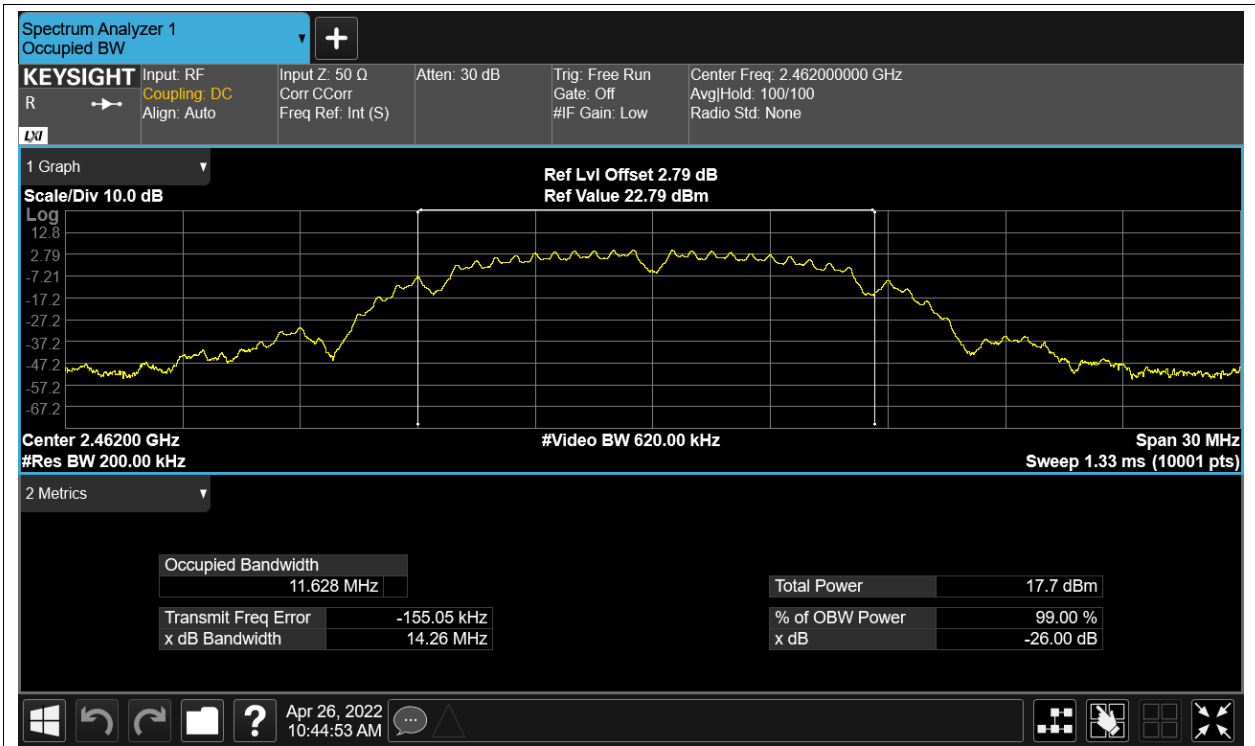 Spectrum Analyzer 1
Occupied BW
KEYSIGHT
R
LXI
Input: RF
Coupling: DC
Align: Auto
Input Z: 50 Ω
Corr CCorr
Freq Ref: Int (S)
Atten: 30 dB
Trig: Free Run
Gate: Off
#IF Gain: Low
Center Freq: 2.462000000 GHz
Avg|Hold: 100/100
Radio Std: None
1 Graph
Scale/Div 10.0 dB
Ref Lvl Offset 2.79 dB
Ref Value 22.79 dBm
Log
12.8
2.79
-7.21
-17.2
-27.2
-37.2
-47.2
-57.2
-67.2
Center 2.46200 GHz
#Res BW 200.00 kHz
#Video BW 620.00 kHz
Span 30 MHz
Sweep 1.33 ms (10001 pts)
2 Metrics
Occupied Bandwidth
11.628 MHz
Transmit Freq Error -155.05 kHz
x dB Bandwidth 14.26 MHz
Total Power 17.7 dBm
% of OBW Power 99.00 %
x dB -26.00 dB
?
Apr 26, 2022
10:44:53 AM